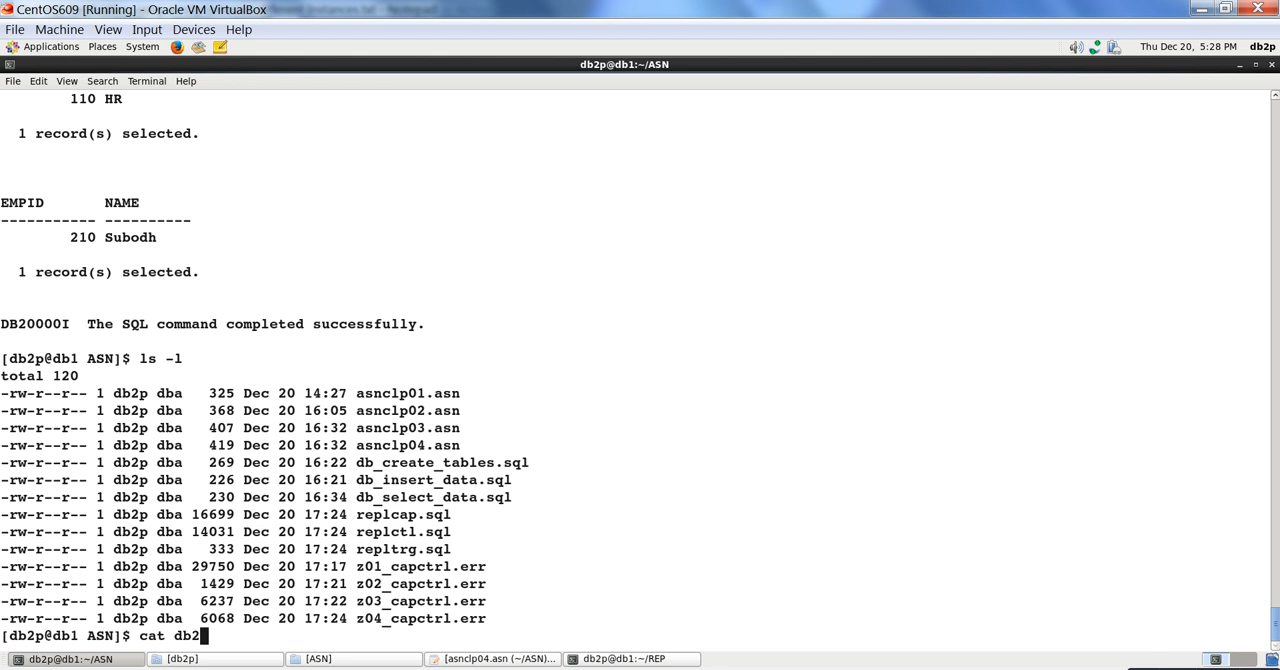 CentOS609 [Running] - Oracle VM VirtualBox
File Machine View Input Devices Help
Applications Places System Thu Dec 20, 5:28 PM db2p
db2p@db1:~/ASN
File Edit View Search Terminal Help
110 HR
1 record(s) selected.
EMPID NAME
----------- ----------
210 Subodh
1 record(s) selected.
DB20000I The SQL command completed successfully.
[db2p@db1 ASN]$ ls -l
total 120
-rw-r--r-- 1 db2p dba 325 Dec 20 14:27 asnclp01.asn
-rw-r--r-- 1 db2p dba 368 Dec 20 16:05 asnclp02.asn
-rw-r--r-- 1 db2p dba 407 Dec 20 16:32 asnclp03.asn
-rw-r--r-- 1 db2p dba 419 Dec 20 16:32 asnclp04.asn
-rw-r--r-- 1 db2p dba 269 Dec 20 16:22 db_create_tables.sql
-rw-r--r-- 1 db2p dba 226 Dec 20 16:21 db_insert_data.sql
-rw-r--r-- 1 db2p dba 230 Dec 20 16:34 db_select_data.sql
-rw-r--r-- 1 db2p dba 16699 Dec 20 17:24 replcap.sql
-rw-r--r-- 1 db2p dba 14031 Dec 20 17:24 replctl.sql
-rw-r--r-- 1 db2p dba 333 Dec 20 17:24 repltrg.sql
-rw-r--r-- 1 db2p dba 29750 Dec 20 17:17 z01_capctrl.err
-rw-r--r-- 1 db2p dba 1429 Dec 20 17:21 z02_capctrl.err
-rw-r--r-- 1 db2p dba 6237 Dec 20 17:22 z03_capctrl.err
-rw-r--r-- 1 db2p dba 6068 Dec 20 17:24 z04_capctrl.err
[db2p@db1 ASN]$ cat db2
db2p@db1:~/ASN [db2p] [ASN] [asnclp04.asn (~/ASN)... db2p@db1:~/REP